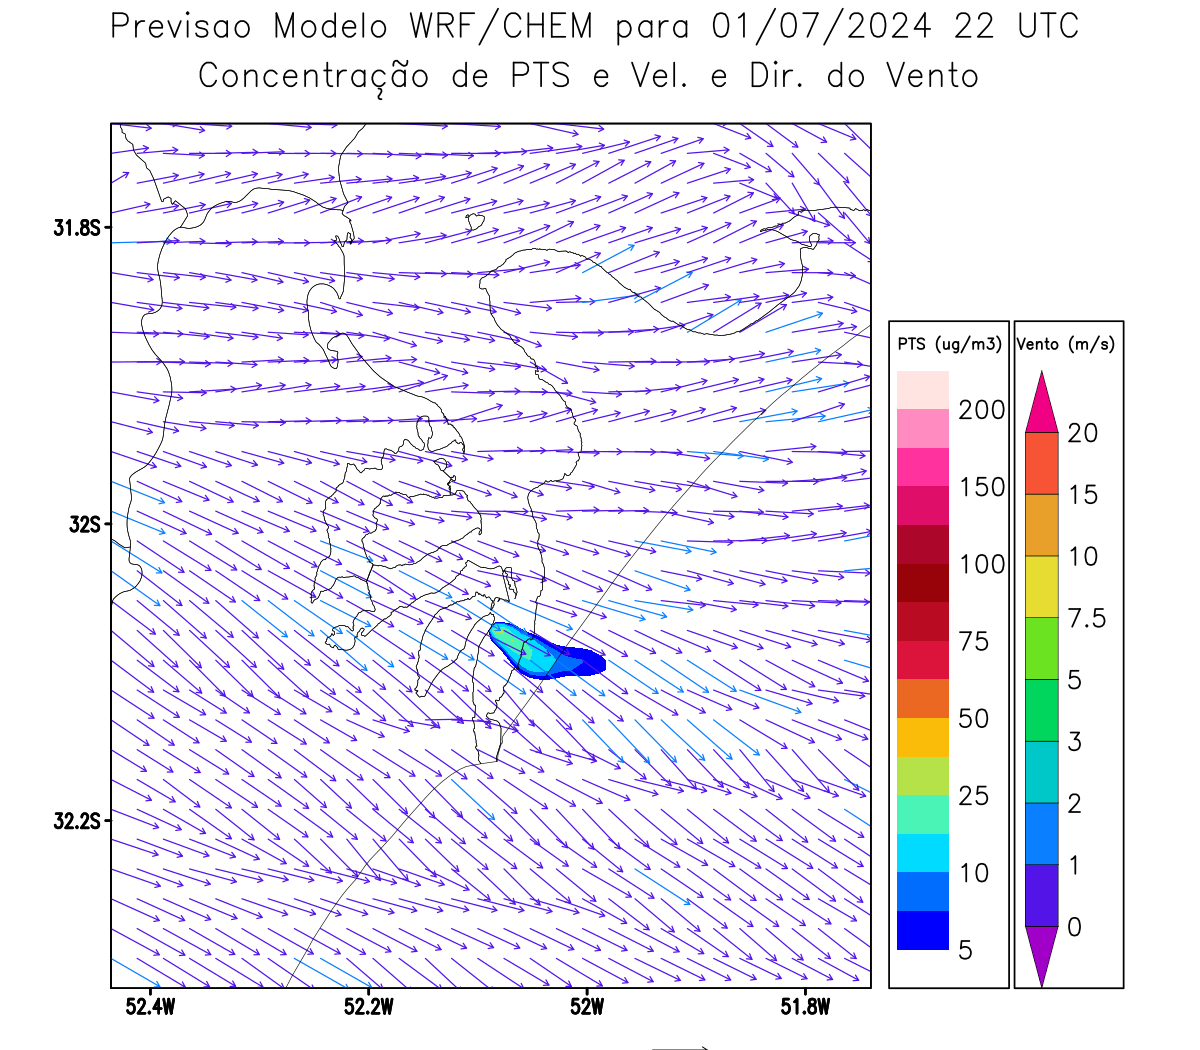 Previsao Modelo WRF/CHEM para 01/07/2024 22 UTC
Concentração de PTS e Vel. e Dir. do Vento
31.8S
32S
32.2S
52.4W
52.2W
52W
51.8W
PTS (ug/m3)
200
150
100
75
50
25
10
5
Vento (m/s)
20
15
10
7.5
5
3
2
1
0